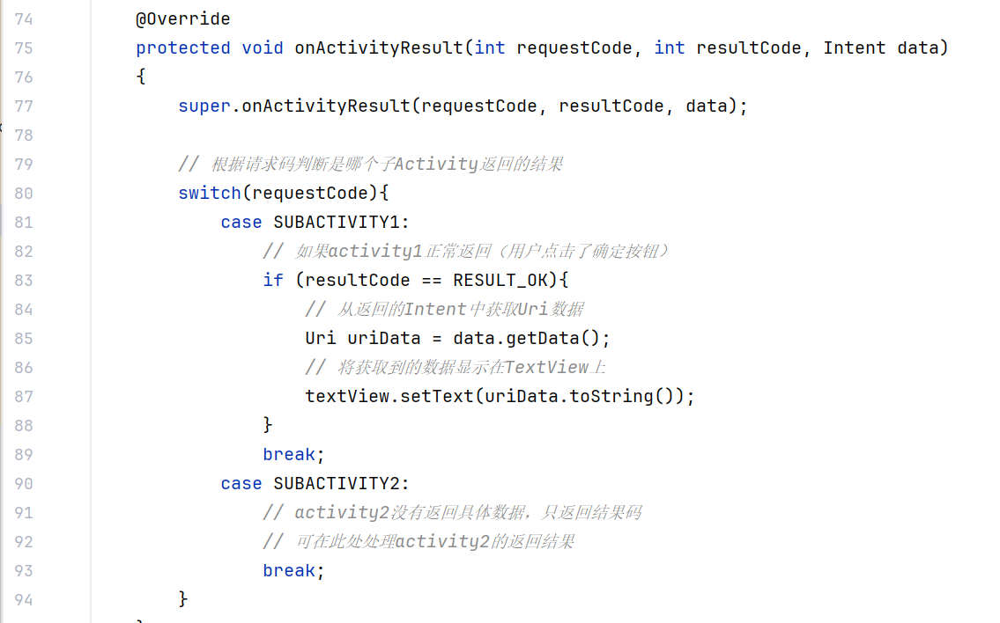 74 @Override
75 protected void onActivityResult(int requestCode, int resultCode, Intent data)
76 {
77 super.onActivityResult(requestCode, resultCode, data);
78
79 // 根据请求码判断是哪个子Activity返回的结果
80 switch(requestCode){
81 case SUBACTIVITY1:
82 // 如果activity1正常返回（用户点击了确定按钮）
83 if (resultCode == RESULT_OK){
84 // 从返回的Intent中获取Uri数据
85 Uri uriData = data.getData();
86 // 将获取到的数据显示在TextView上
87 textView.setText(uriData.toString());
88 }
89 break;
90 case SUBACTIVITY2:
91 // activity2没有返回具体数据，只返回结果码
92 // 可在此处处理activity2的返回结果
93 break;
94 }